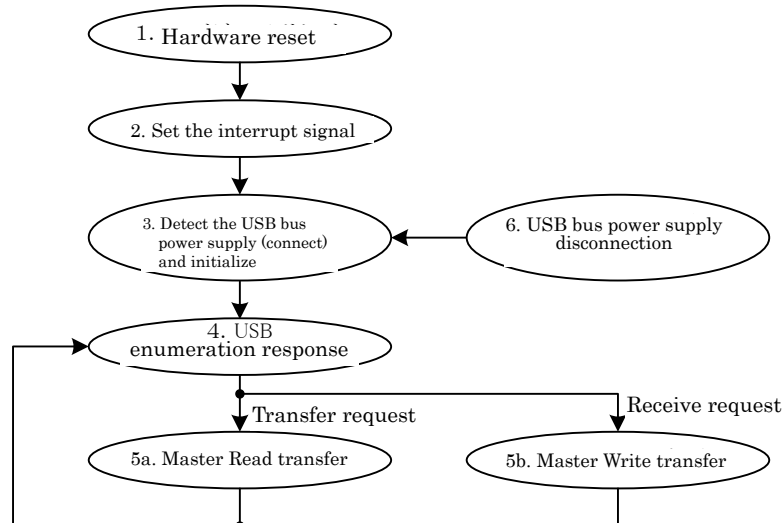 1. Hardware reset
2. Set the interrupt signal
3. Detect the USB bus
power supply (connect)
and initialize
6. USB bus power supply
disconnection
4. USB
enumeration response
Transfer request
Receive request
5a. Master Read transfer
5b. Master Write transfer